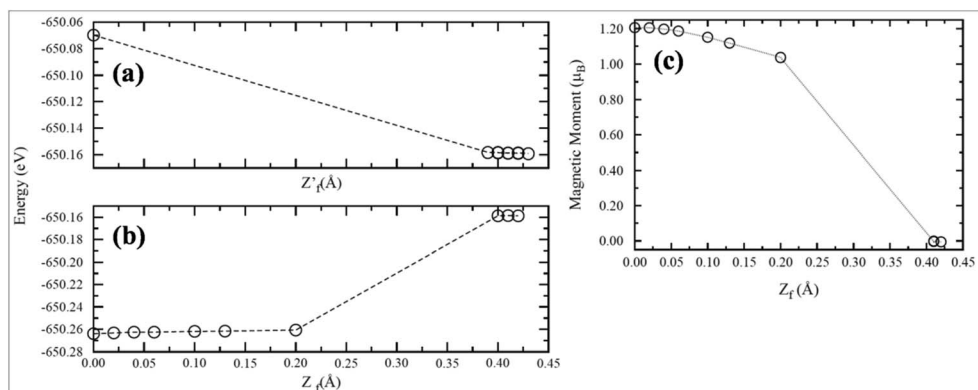 -650.06
-650.08
-650.10
-650.12
-650.14
-650.16
(a)
Z'f(Å)
Energy (eV)
-650.16
-650.18
-650.20
-650.22
-650.24
-650.26
-650.28
(b)
0.00 0.05 0.10 0.15 0.20 0.25 0.30 0.35 0.40 0.45
Z f(Å)
1.20
1.00
0.80
0.60
0.40
0.20
0.00
(c)
Magnetic Moment (μB)
0.00 0.05 0.10 0.15 0.20 0.25 0.30 0.35 0.40 0.45
Zf (Å)